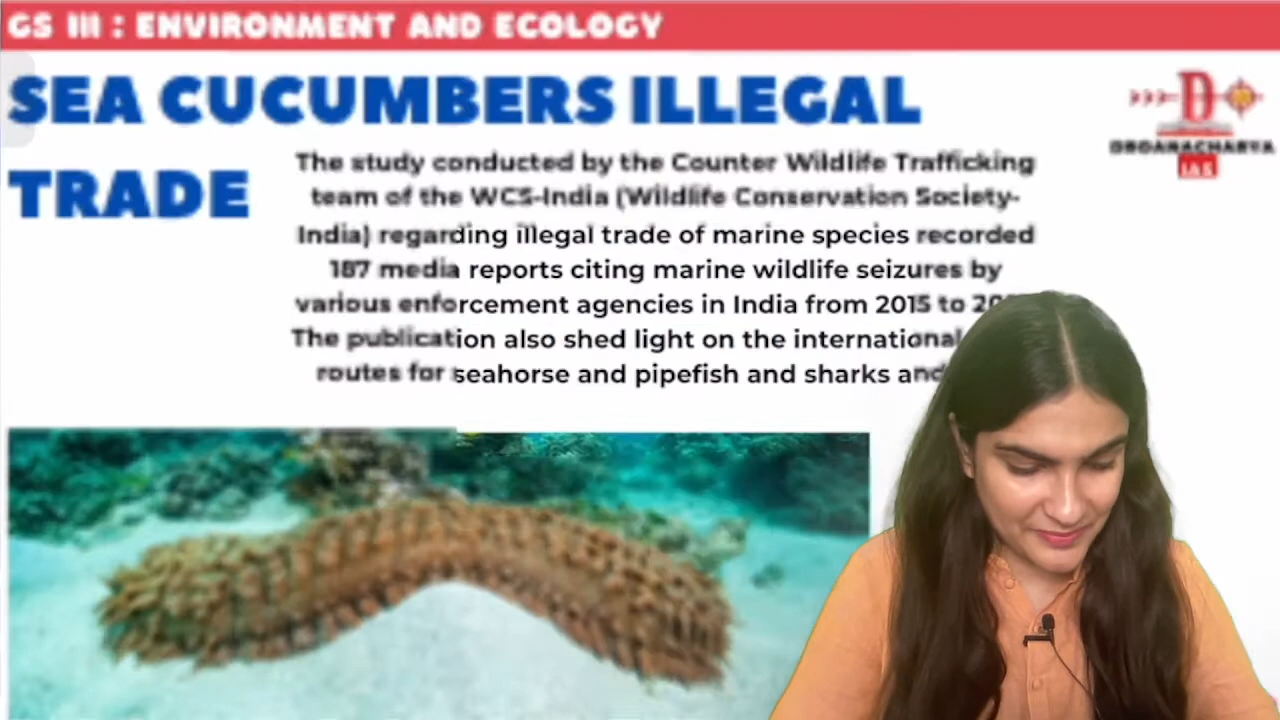 GS III : ENVIRONMENT AND ECOLOGY
SEA CUCUMBERS ILLEGAL
TRADE
The study conducted by the Counter Wildlife Trafficking
team of the WCS-India (Wildlife Conservation Society-
India) regarding illegal trade of marine species recorded
187 media reports citing marine wildlife seizures by
various enforcement agencies in India from 2015 to
The publication also shed light on the international
routes for seahorse and pipefish and sharks and
DRONACHARYA
IAS